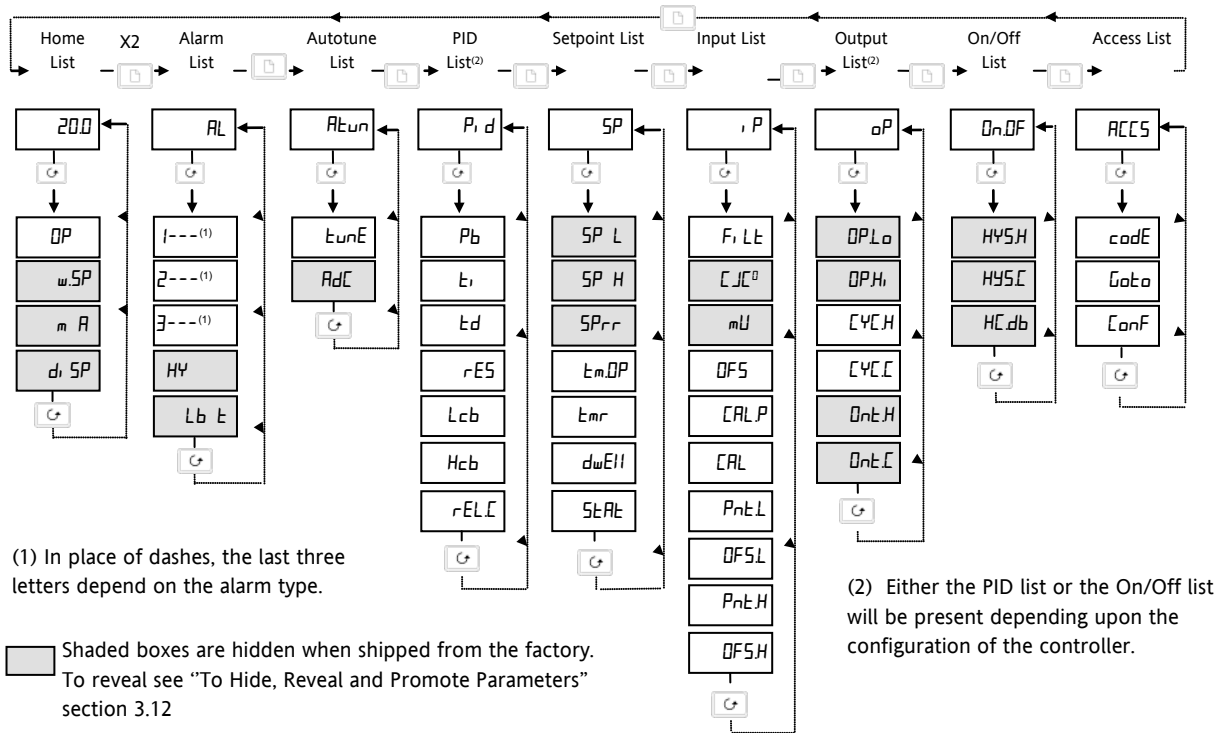 Home List
X2
Alarm List
Autotune List
PID List(2)
Setpoint List
Input List
Output List(2)
On/Off List
Access List
20.0
OP
w.SP
m A
di SP
AL
1---(1)
2---(1)
3---(1)
HY
Lb t
Atun
tunE
AdC
Pi d
Pb
ti
td
rES
Lcb
Hcb
rEL.C
SP
SP L
SP H
SPrr
tm.OP
tmr
dwEll
StAt
i P
Fi Lt
CJC°
mU
OFS
CAL.P
CAL
Pnt.L
OFS.L
Pnt.H
OFS.H
oP
OP.Lo
OP.Hi
CYC.H
CYC.C
Ont.H
Ont.C
On.OF
HYS.H
HYS.C
HC.db
ACCS
codE
Goto
ConF
(1) In place of dashes, the last three
letters depend on the alarm type.
Shaded boxes are hidden when shipped from the factory.
To reveal see ‘’To Hide, Reveal and Promote Parameters”
section 3.12
(2) Either the PID list or the On/Off list
will be present depending upon the
configuration of the controller.